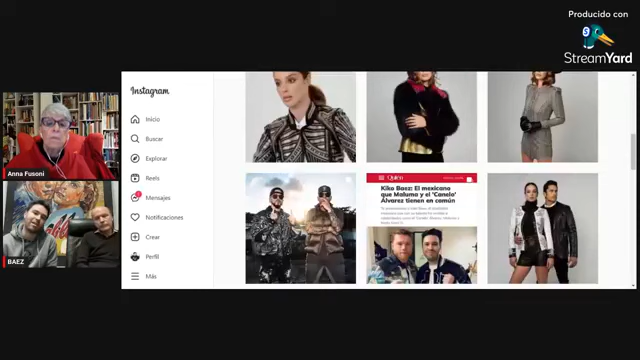 Producido con
StreamYard
Instagram
Inicio
Buscar
Explorar
Reels
Mensajes
Notificaciones
Crear
Perfil
Más
Anna Fusoni
BAEZ
Quién
Kiko Baez: El mexicano
que Maluma y el 'Canelo'
Álvarez tienen en común